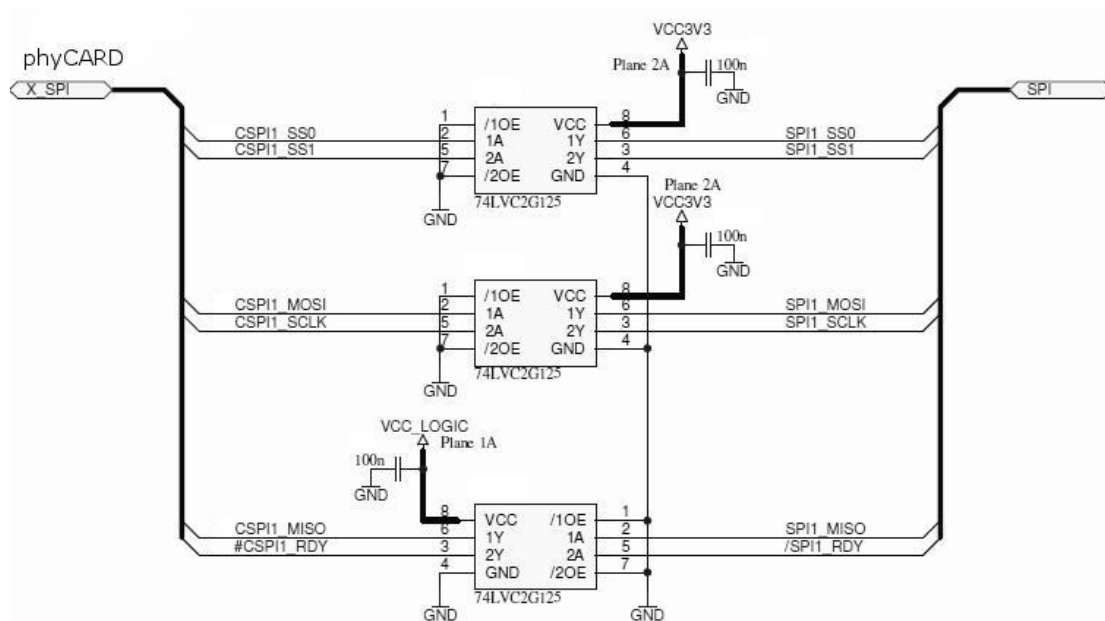 phyCARD
X_SPI
SPI
VCC3V3
Plane 2A
100n
GND
CSPI1_SS0
CSPI1_SS1
1
2
5
7
/1OE
1A
2A
/2OE
VCC
1Y
2Y
GND
8
6
3
4
SPI1_SS0
SPI1_SS1
GND
74LVC2G125
Plane 2A
VCC3V3
100n
GND
CSPI1_MOSI
CSPI1_SCLK
1
2
5
7
/1OE
1A
2A
/2OE
VCC
1Y
2Y
GND
8
6
3
4
SPI1_MOSI
SPI1_SCLK
GND
74LVC2G125
VCC_LOGIC
Plane 1A
100n
GND
CSPI1_MISO
#CSPI1_RDY
8
6
3
4
VCC
1Y
2Y
GND
/1OE
1A
2A
/2OE
1
2
5
7
SPI1_MISO
/SPI1_RDY
GND
74LVC2G125
GND